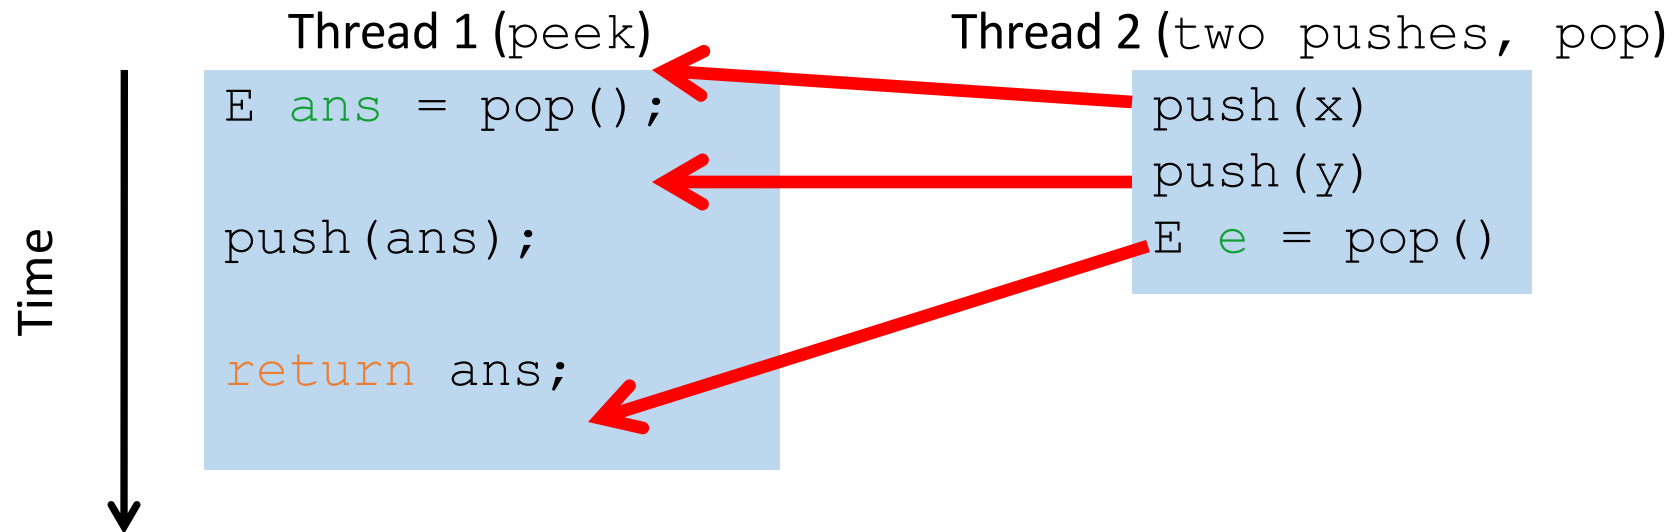 Thread 1 (peek)
Thread 2 (two pushes, pop)
Time
E ans = pop();
push(ans);
return ans;
push(x)
push(y)
E e = pop()